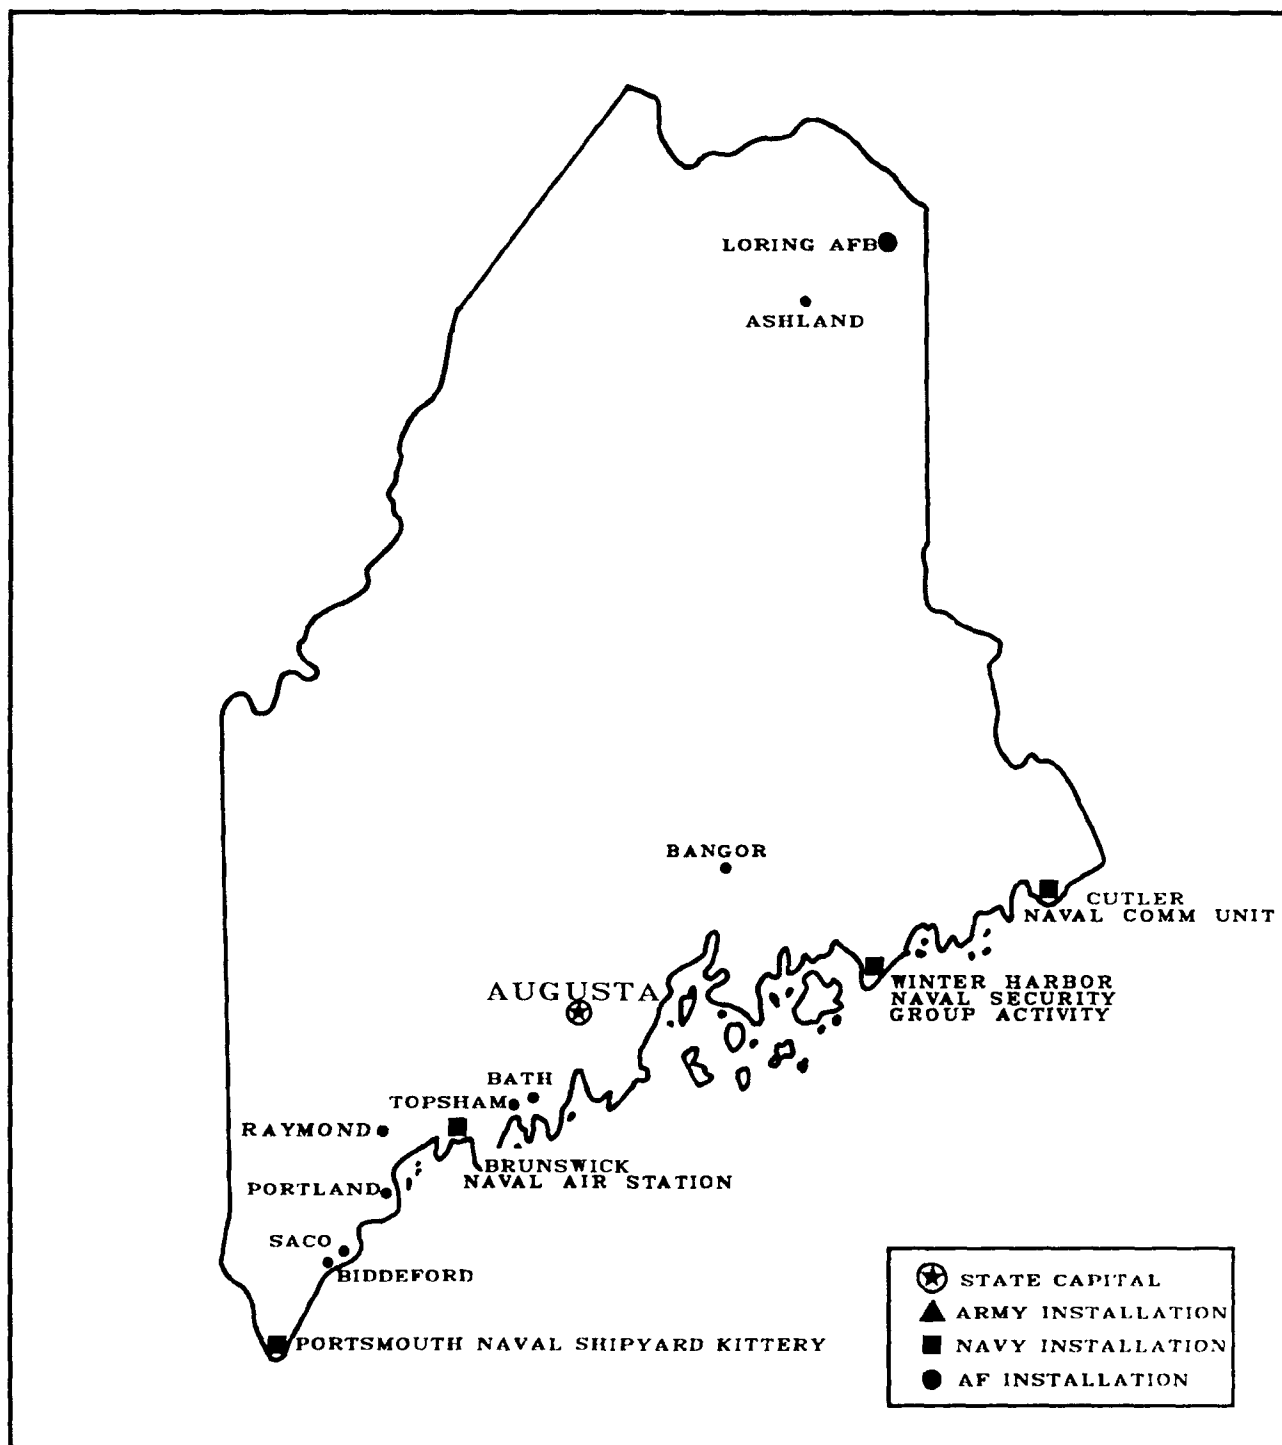 LORING AFB
ASHLAND
BANGOR
CUTLER
NAVAL COMM UNIT
WINTER HARBOR
NAVAL SECURITY
GROUP ACTIVITY
AUGUSTA
BATH
TOPSHAM
RAYMOND
BRUNSWICK
NAVAL AIR STATION
PORTLAND
SACO
BIDDEFORD
PORTSMOUTH NAVAL SHIPYARD KITTERY
STATE CAPITAL
ARMY INSTALLATION
NAVY INSTALLATION
AF INSTALLATION